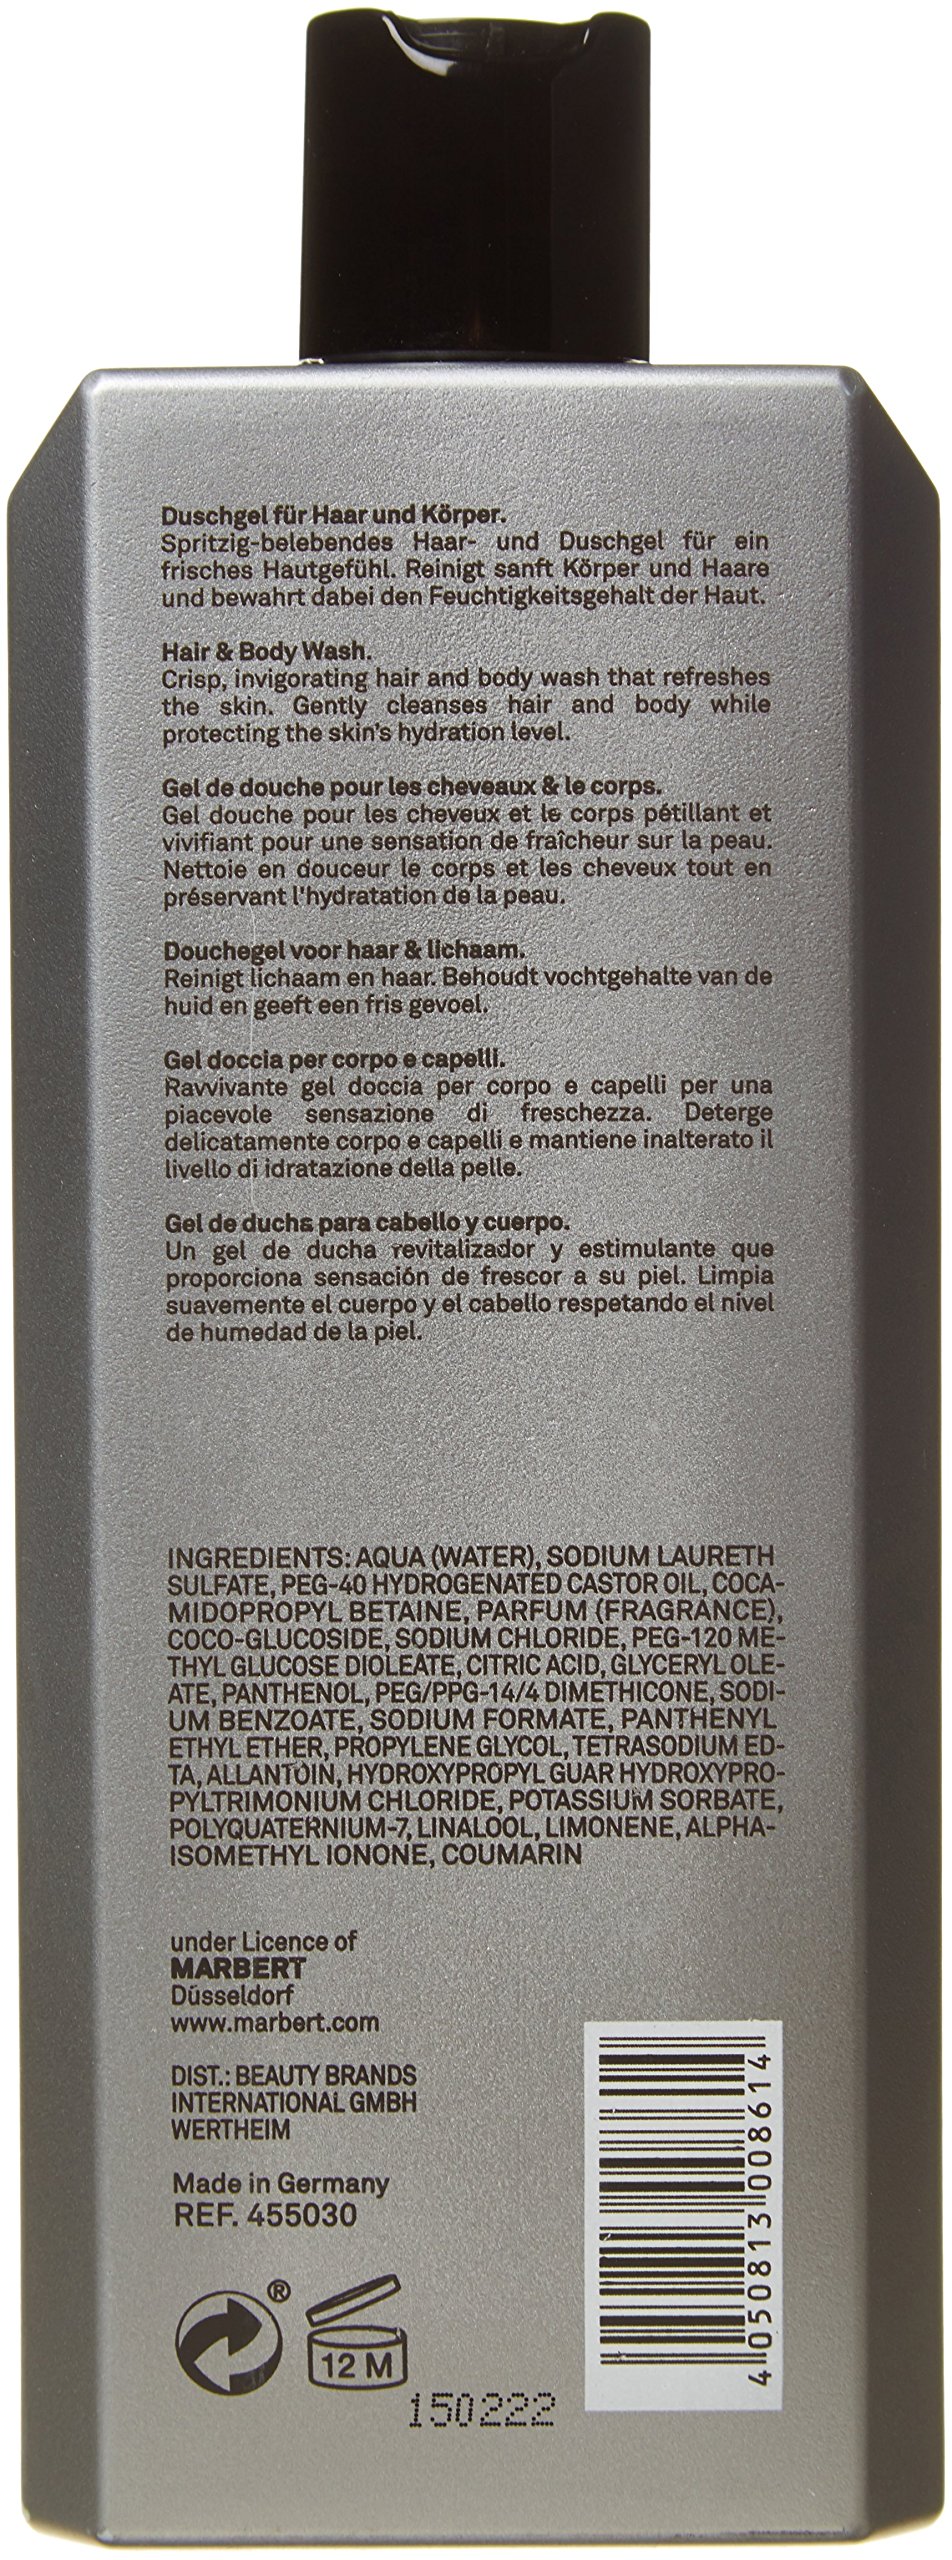 Duschgel für Haar und Körper.
Spritzig-belebendes Haar- und Duschgel für ein
frisches Hautgefühl. Reinigt sanft Körper und Haare
und bewahrt dabei den Feuchtigkeitsgehalt der Haut.
Hair & Body Wash.
Crisp, invigorating hair and body wash that refreshes
the skin. Gently cleanses hair and body while
protecting the skin's hydration level.
Gel de douche pour les cheveaux & le corps.
Gel douche pour les cheveux et le corps pétillant et
vivifiant pour une sensation de fraîcheur sur la peau.
Nettoie en douceur le corps et les cheveux tout en
préservant l'hydratation de la peau.
Douchegel voor haar & lichaam.
Reinigt lichaam en haar. Behoudt vochtgehalte van de
huid en geeft een fris gevoel.
Gel doccia per corpo e capelli.
Ravvivante gel doccia per corpo e capelli per una
piacevole sensazione di freschezza. Deterge
delicatamente corpo e capelli e mantiene inalterato il
livello di idratazione della pelle.
Gel de ducha para cabello y cuerpo.
Un gel de ducha revitalizador y estimulante que
proporciona sensación de frescor a su piel. Limpia
suavemente el cuerpo y el cabello respetando el nivel
de humedad de la piel.
INGREDIENTS: AQUA (WATER), SODIUM LAURETH
SULFATE, PEG-40 HYDROGENATED CASTOR OIL, COCA-
MIDOPROPYL BETAINE, PARFUM (FRAGRANCE),
COCO-GLUCOSIDE, SODIUM CHLORIDE, PEG-120 ME-
THYL GLUCOSE DIOLEATE, CITRIC ACID, GLYCERYL OLE-
ATE, PANTHENOL, PEG/PPG-14/4 DIMETHICONE, SODI-
UM BENZOATE, SODIUM FORMATE, PANTHENYL
ETHYL ETHER, PROPYLENE GLYCOL, TETRASODIUM ED-
TA, ALLANTOIN, HYDROXYPROPYL GUAR HYDROXYPRO-
PYLTRIMONIUM CHLORIDE, POTASSIUM SORBATE,
POLYQUATERNIUM-7, LINALOOL, LIMONENE, ALPHA-
ISOMETHYL IONONE, COUMARIN
under Licence of
MARBERT
Düsseldorf
www.marbert.com
DIST.: BEAUTY BRANDS
INTERNATIONAL GMBH
WERTHEIM
Made in Germany
REF. 455030
®
12 M
150222
4 050813 008614